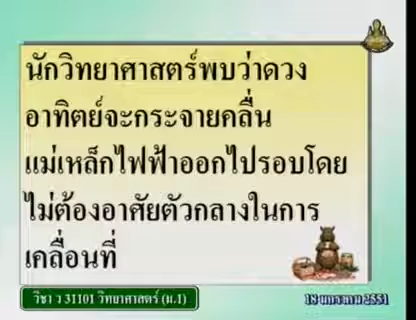 นักวิทยาศาสตร์พบว่าดวง
อาทิตย์จะกระจายคลื่น
แม่เหล็กไฟฟ้าออกไปรอบโดย
ไม่ต้องอาศัยตัวกลางในการ
เคลื่อนที่
วิชา ว 31101 วิทยาศาสตร์ (ม.1)
18 มกราคม 2551